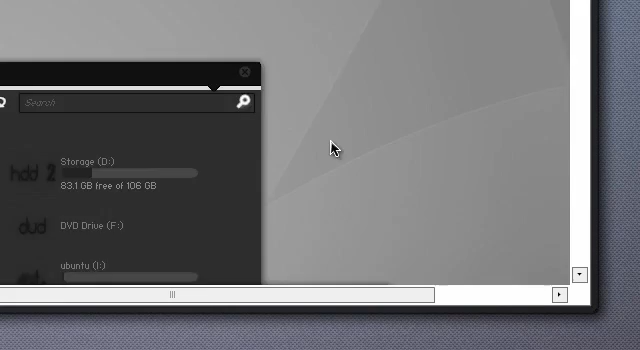 Search
hdd 2
Storage (D:)
83.1 GB free of 106 GB
dvd
DVD Drive (F:)
ubuntu (I:)